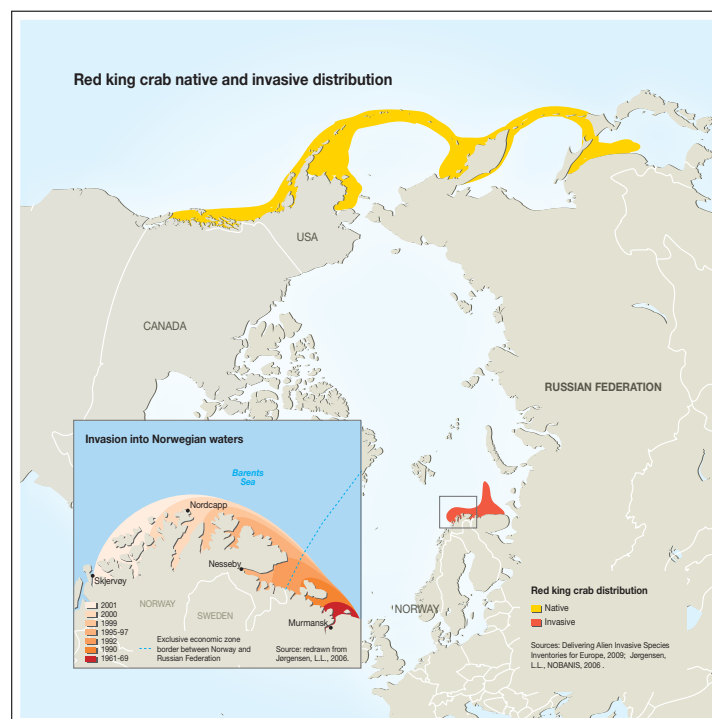 Red king crab native and invasive distribution
USA
CANADA
RUSSIAN FEDERATION
Invasion into Norwegian waters
Barents
Sea
Nordcapp
Nesseby
Skjervøy
NORWAY
SWEDEN
Murmansk
2001
2000
1999
1995-97
1992
1990
1961-69
Exclusive economic zone
border between Norway and
Russian Federation
Source: redrawn from
Jørgensen, L.L., 2006.
NORWAY
Red king crab distribution
Native
Invasive
Sources: Delivering Alien Invasive Species
Inventories for Europe, 2009; Jørgensen,
L.L., NOBANIS, 2006 .